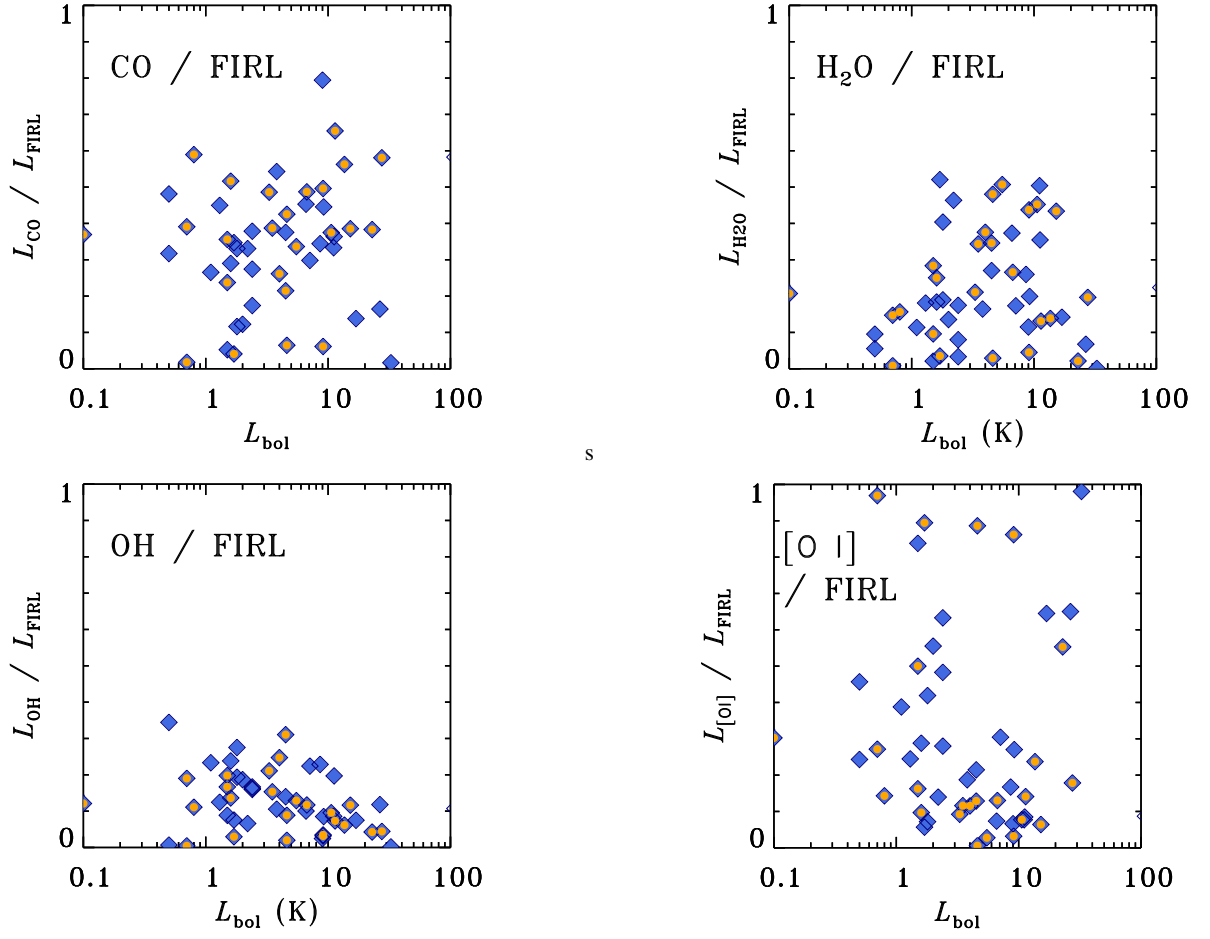 1
CO / FIRL
L_CO / L_FIRL
0
0.1 1 10 100
L_bol
1
H₂O / FIRL
L_H2O / L_FIRL
0
0.1 1 10 100
L_bol (K)
s
1
OH / FIRL
L_OH / L_FIRL
0
0.1 1 10 100
L_bol (K)
1
[O I]
/ FIRL
L_[OI] / L_FIRL
0
0.1 1 10 100
L_bol